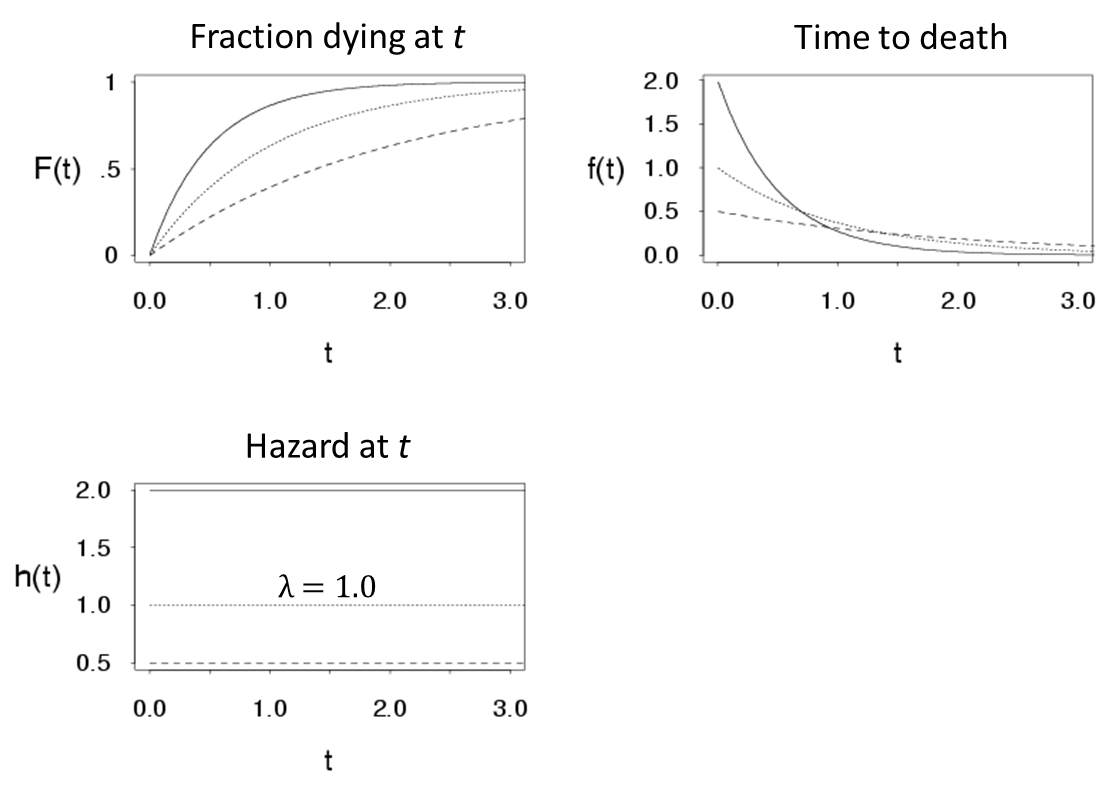 Fraction dying at t
1
F(t)
.5
0
0.0 1.0 2.0 3.0
t
Time to death
2.0
1.5
f(t)
1.0
0.5
0.0
0.0 1.0 2.0 3.0
t
Hazard at t
2.0
1.5
h(t)
λ = 1.0
1.0
0.5
0.0 1.0 2.0 3.0
t